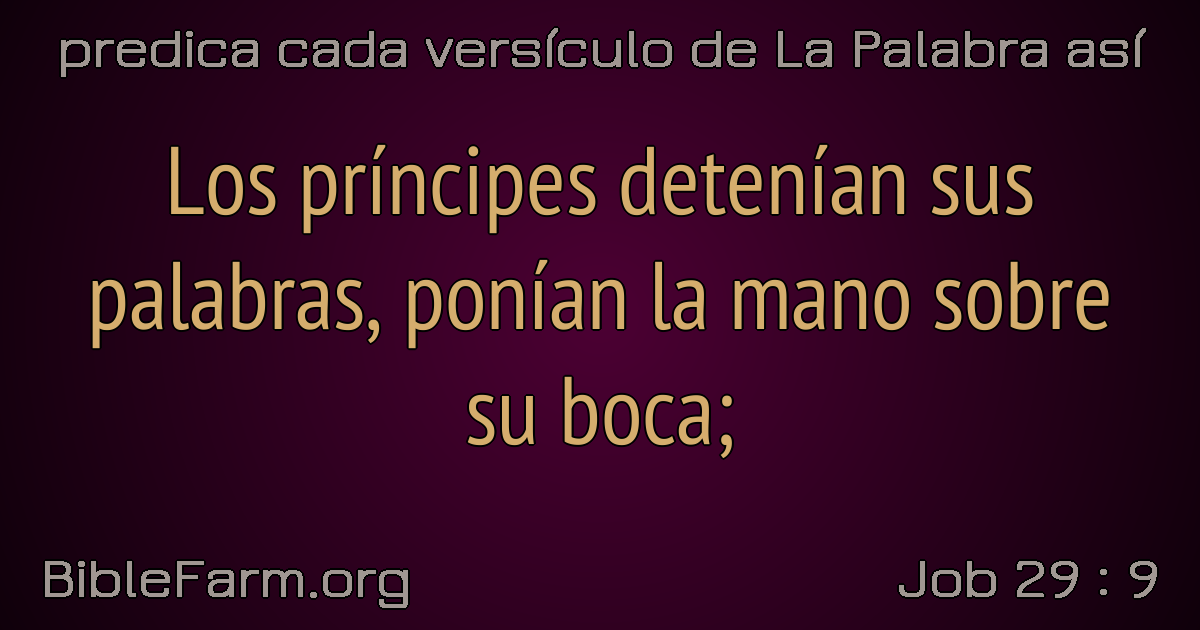 predica cada versículo de La Palabra así
Los príncipes detenían sus
palabras, ponían la mano sobre
su boca;
BibleFarm.org
Job 29 : 9